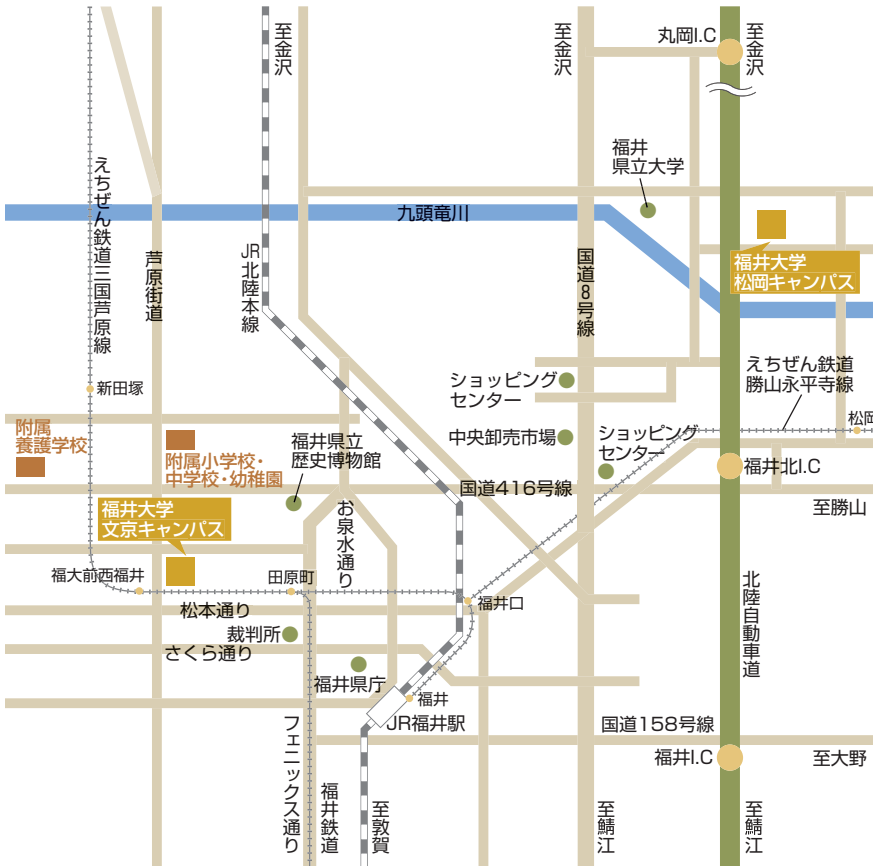 至金沢
至金沢
丸岡I.C
至金沢
福井
県立大学
えちぜん鉄道三国芦原線
九頭竜川
芦原街道
JR北陸本線
国道8号線
福井大学
松岡キャンパス
えちぜん鉄道
勝山永平寺線
新田塚
ショッピング
センター
松岡
附属
養護学校
附属小学校・
中学校・幼稚園
福井県立
歴史博物館
中央卸売市場
ショッピング
センター
福井北I.C
国道416号線
至勝山
福井大学
文京キャンパス
お泉水通り
福大前西福井
田原町
福井口
北陸自動車道
松本通り
裁判所
さくら通り
福井県庁
福井
JR福井駅
国道158号線
福井I.C
至大野
フェニックス通り
福井鉄道
至敦賀
至鯖江
至鯖江